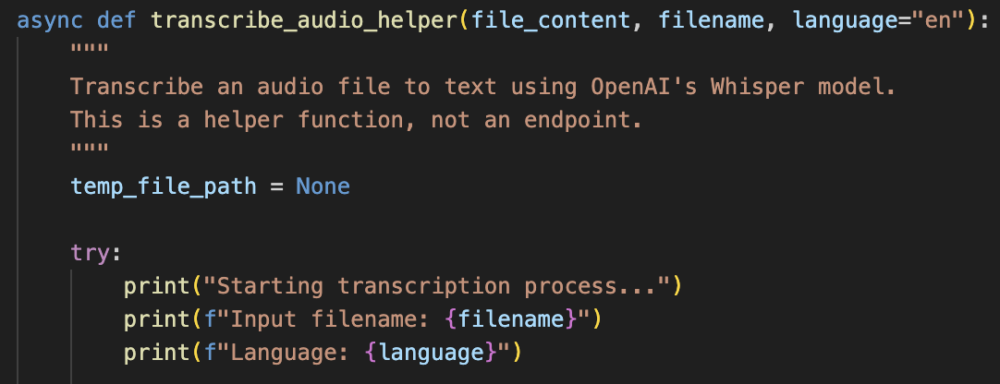 async def transcribe_audio_helper(file_content, filename, language="en"):
    """
    Transcribe an audio file to text using OpenAI's Whisper model.
    This is a helper function, not an endpoint.
    """
    temp_file_path = None

    try:
        print("Starting transcription process...")
        print(f"Input filename: {filename}")
        print(f"Language: {language}")